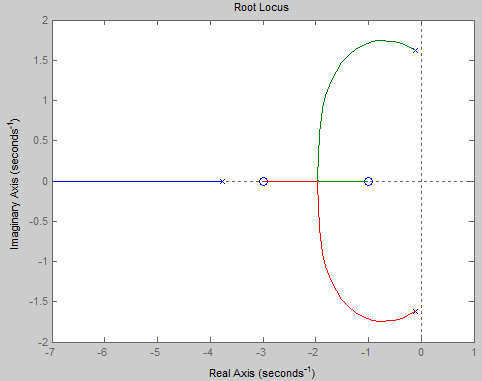 Root Locus
2
1.5
1
0.5
0
-0.5
-1
-1.5
-2
Imaginary Axis (seconds⁻¹)
-7 -6 -5 -4 -3 -2 -1 0 1
Real Axis (seconds⁻¹)